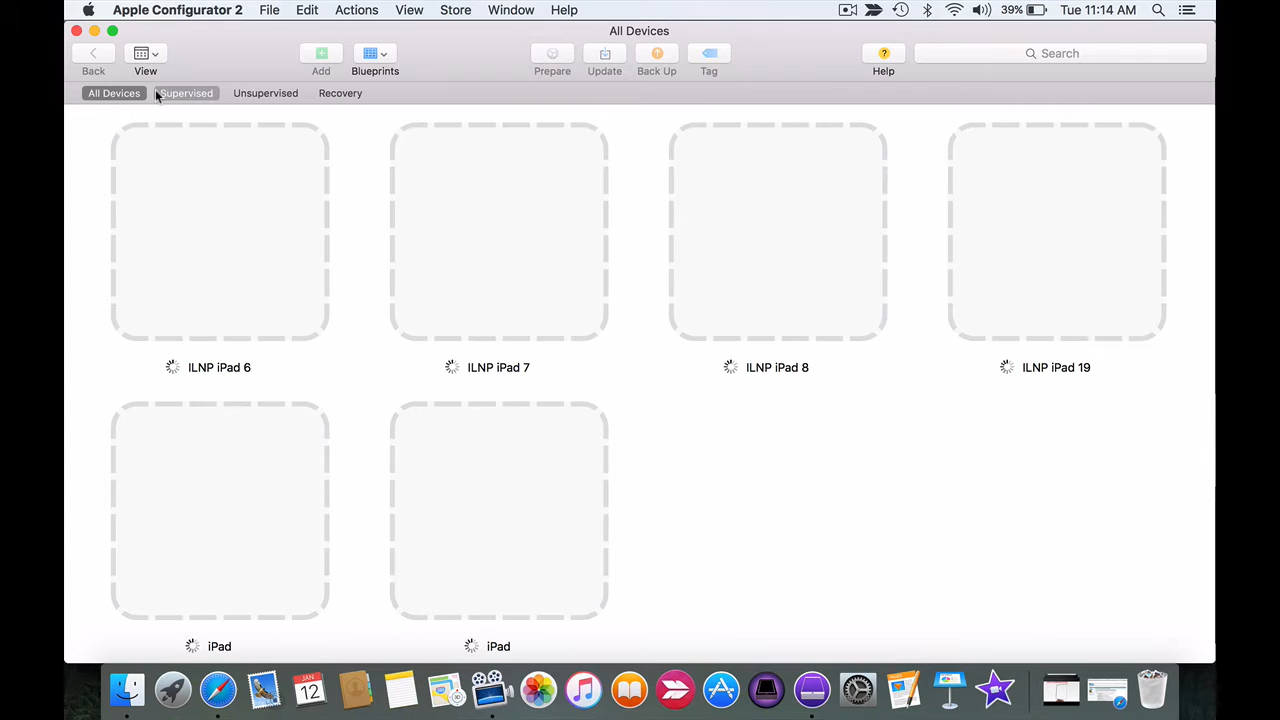 Apple Configurator 2 File Edit Actions View Store Window Help 39% Tue 11:14 AM
All Devices
Back View Add Blueprints Prepare Update Back Up Tag ? Help Search
All Devices Supervised Unsupervised Recovery
ILNP iPad 6 ILNP iPad 7 ILNP iPad 8 ILNP iPad 19
iPad iPad
JAN
12